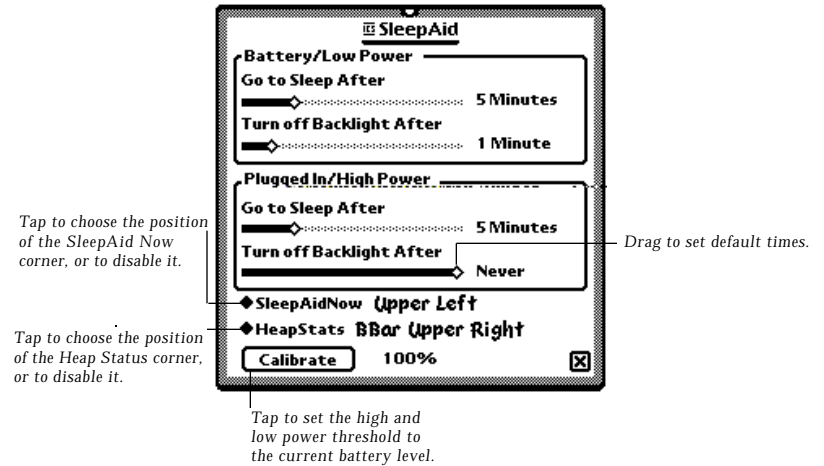 SleepAid
Battery/Low Power
Go to Sleep After
5 Minutes
Turn off Backlight After
1 Minute
Plugged In/High Power
Go to Sleep After
5 Minutes
Turn off Backlight After
Never
SleepAidNow Upper Left
HeapStats BBar Upper Right
Calibrate 100%
Tap to choose the position
of the SleepAid Now
corner, or to disable it.
Tap to choose the position
of the Heap Status corner,
or to disable it.
Drag to set default times.
Tap to set the high and
low power threshold to
the current battery level.